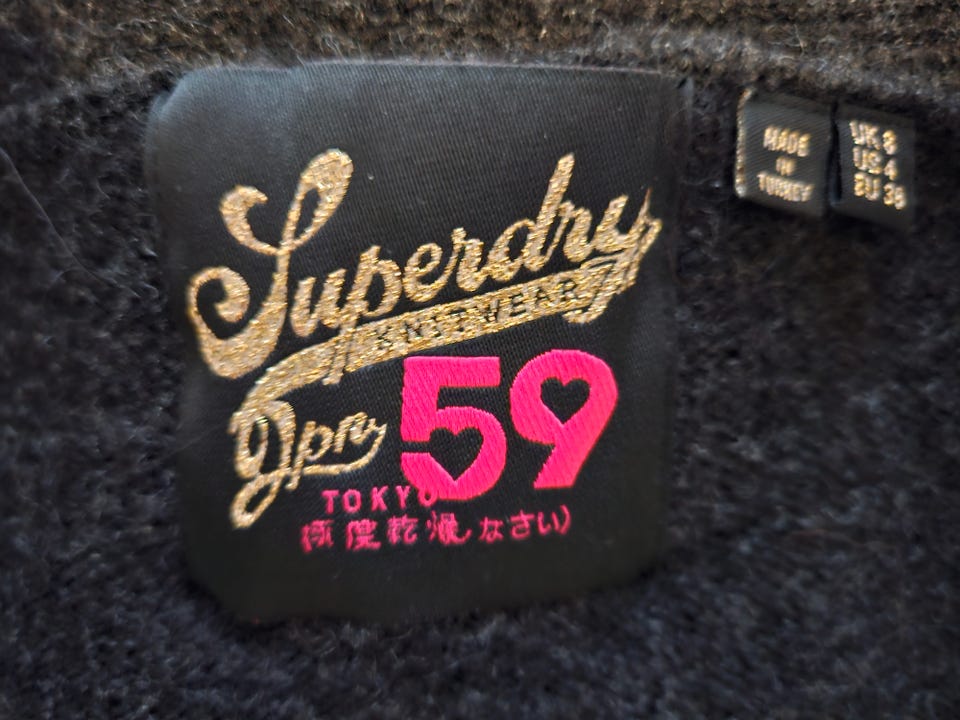 Superdry
KNITWEAR
Jpn 59
TOKYO
極度乾燥しなさい)
MADE
IN
TURKEY
UK 8
US 4
EU 36